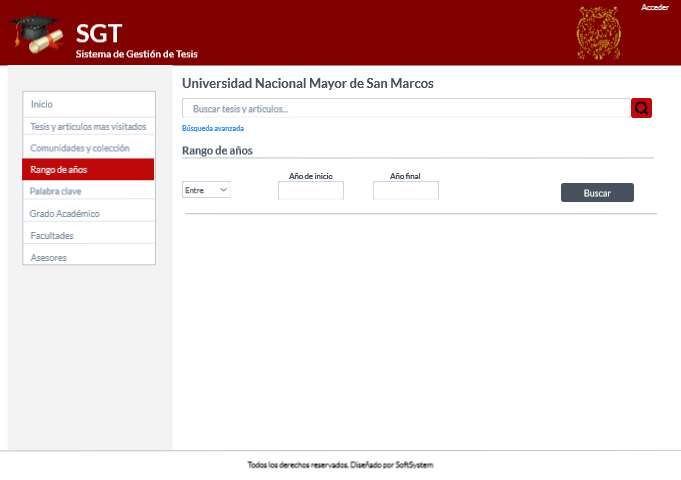 Acceder
SGT
Sistema de Gestión de Tesis
Inicio
Tesis y articulos mas visitados
Comunidades y colección
Rango de años
Palabra clave
Grado Académico
Facultades
Asesores
Universidad Nacional Mayor de San Marcos
Buscar tesis y articulos...
Búsqueda avanzada
Rango de años
Año de inicio Año final
Entre
Buscar
Todos los derechos reservados. Diseñado por SoftSystem